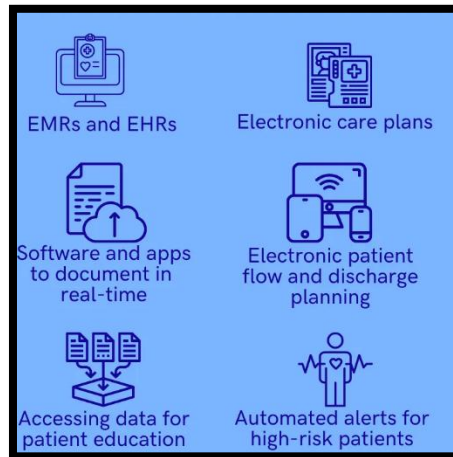 EMRs and EHRs
Electronic care plans
Software and apps
to document in
real-time
Electronic patient
flow and discharge
planning
Accessing data for
patient education
Automated alerts for
high-risk patients